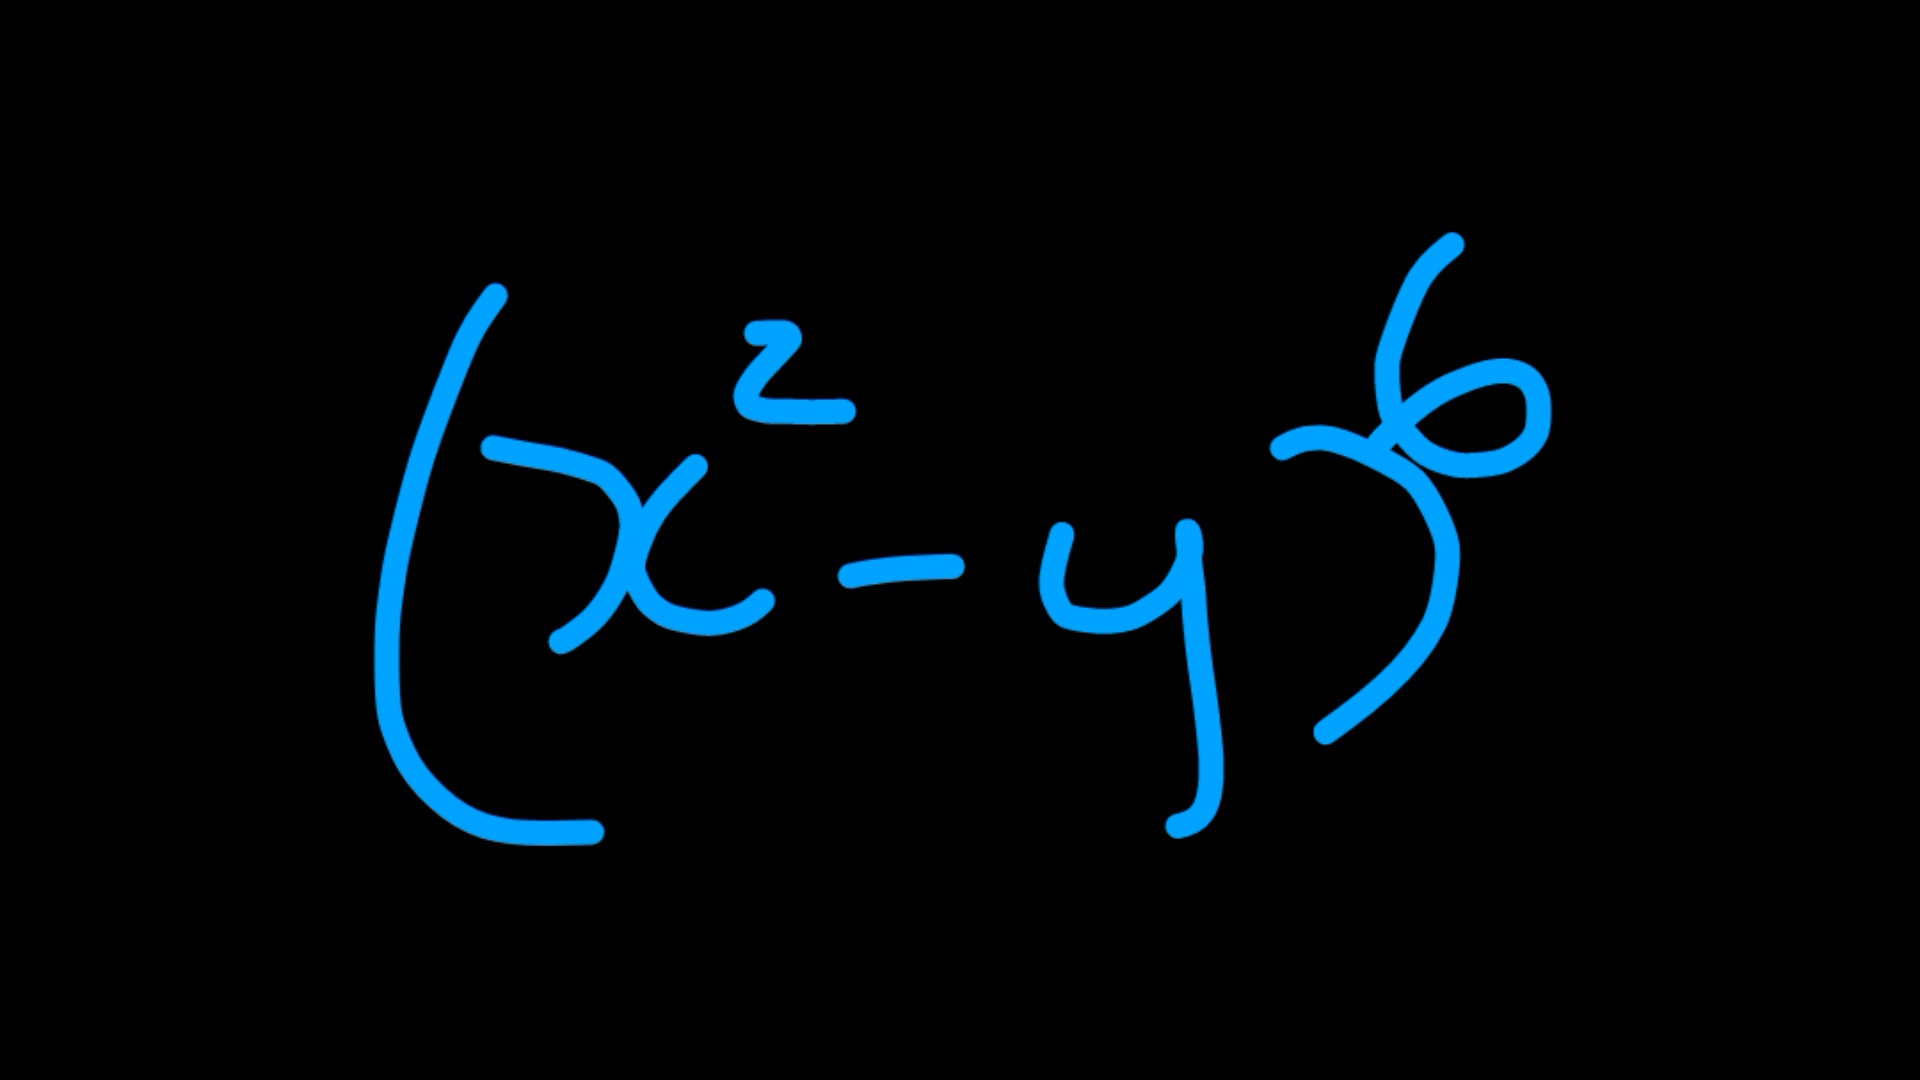 (x² - y)⁶